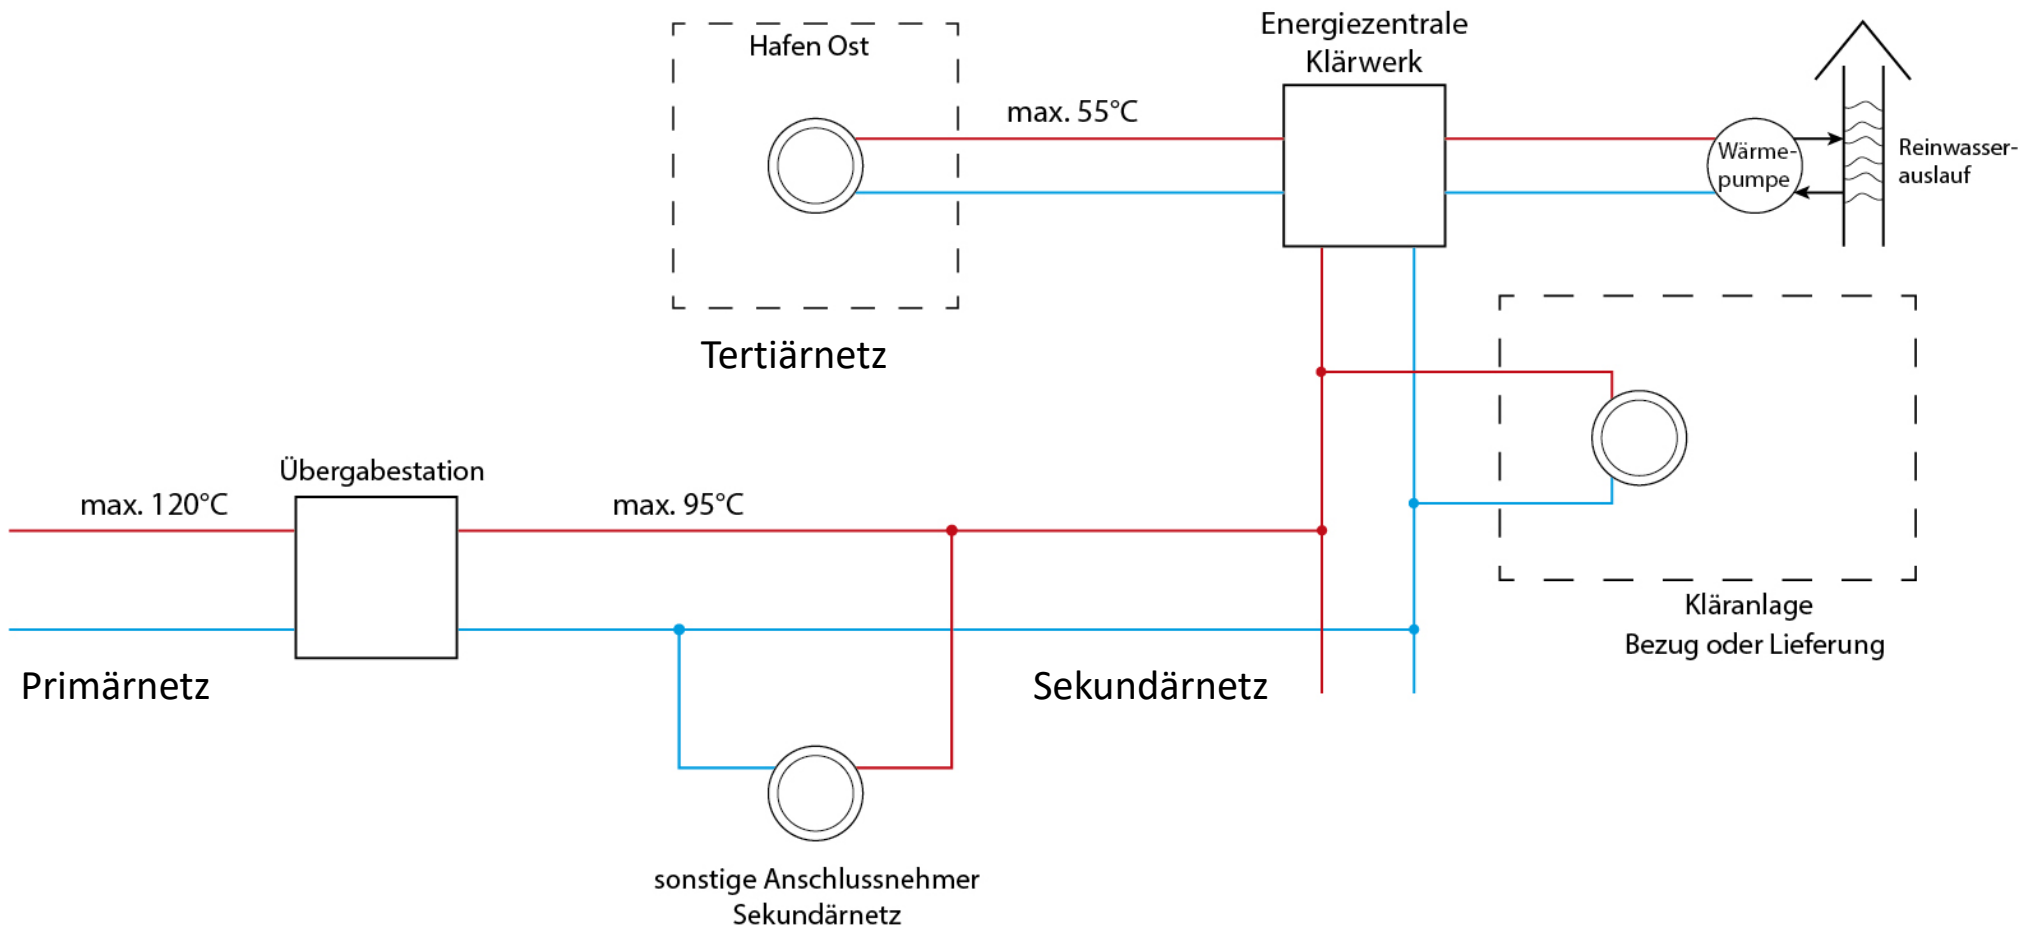 Energiezentrale
Klärwerk
Hafen Ost
max. 55°C
Wärme-
pumpe
Reinwasser-
auslauf
Tertiärnetz
Übergabestation
max. 120°C
max. 95°C
Kläranlage
Bezug oder Lieferung
Primärnetz
Sekundärnetz
sonstige Anschlussnehmer
Sekundärnetz